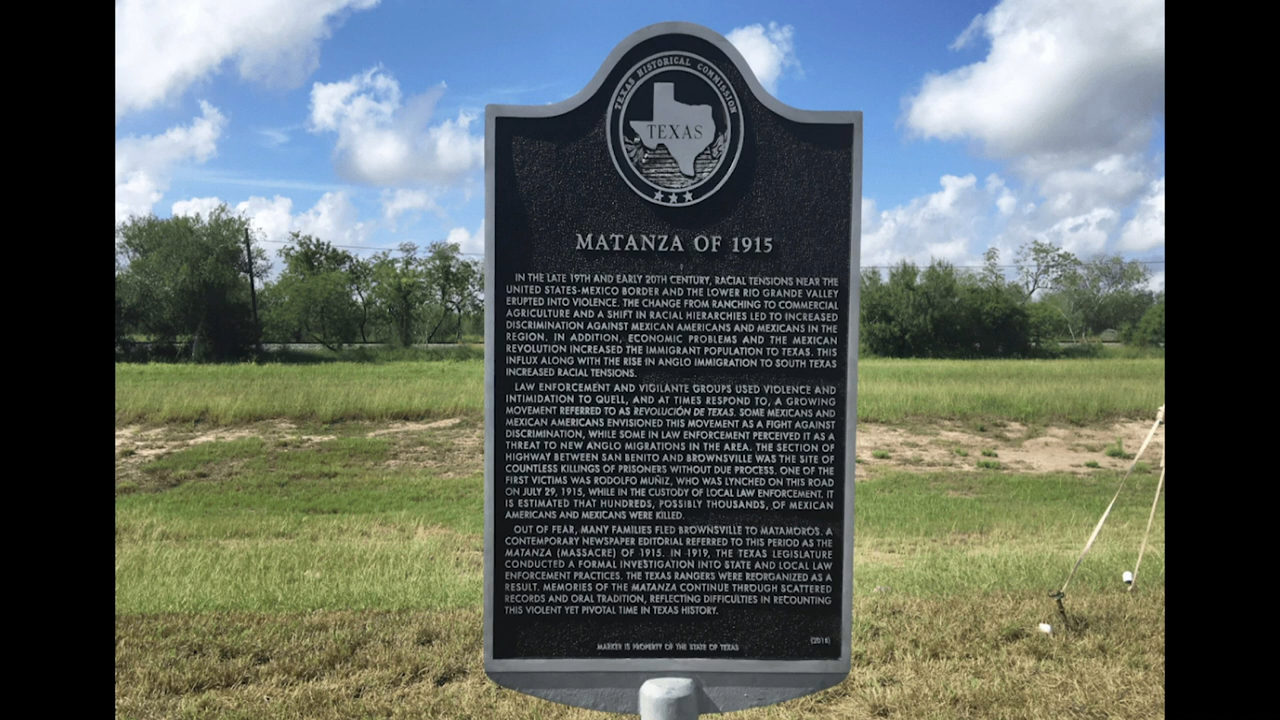 TEXAS HISTORICAL COMMISSION
TEXAS
MATANZA OF 1915
IN THE LATE 19TH AND EARLY 20TH CENTURY, RACIAL TENSIONS NEAR THE
UNITED STATES-MEXICO BORDER AND THE LOWER RIO GRANDE VALLEY
ERUPTED INTO VIOLENCE. THE CHANGE FROM RANCHING TO COMMERCIAL
AGRICULTURE AND A SHIFT IN RACIAL HIERARCHIES LED TO INCREASED
DISCRIMINATION AGAINST MEXICAN AMERICANS AND MEXICANS IN THE
REGION. IN ADDITION, ECONOMIC PROBLEMS AND THE MEXICAN
REVOLUTION INCREASED THE IMMIGRANT POPULATION TO TEXAS. THIS
INFLUX ALONG WITH THE RISE IN ANGLO IMMIGRATION TO SOUTH TEXAS
INCREASED RACIAL TENSIONS.
LAW ENFORCEMENT AND VIGILANTE GROUPS USED VIOLENCE AND
INTIMIDATION TO QUELL, AND AT TIMES RESPOND TO, A GROWING
MOVEMENT REFERRED TO AS REVOLUCIÓN DE TEXAS. SOME MEXICANS AND
MEXICAN AMERICANS ENVISIONED THIS MOVEMENT AS A FIGHT AGAINST
DISCRIMINATION, WHILE SOME IN LAW ENFORCEMENT PERCEIVED IT AS A
THREAT TO NEW ANGLO MIGRATIONS IN THE AREA. THE SECTION OF
HIGHWAY BETWEEN SAN BENITO AND BROWNSVILLE WAS THE SITE OF
COUNTLESS KILLINGS OF PRISONERS WITHOUT DUE PROCESS. ONE OF THE
FIRST VICTIMS WAS RODOLFO MUÑIZ, WHO WAS LYNCHED ON THIS ROAD
ON JULY 29, 1915, WHILE IN THE CUSTODY OF LOCAL LAW ENFORCEMENT. IT
IS ESTIMATED THAT HUNDREDS, POSSIBLY THOUSANDS, OF MEXICAN
AMERICANS AND MEXICANS WERE KILLED.
OUT OF FEAR, MANY FAMILIES FLED BROWNSVILLE TO MATAMOROS. A
CONTEMPORARY NEWSPAPER EDITORIAL REFERRED TO THIS PERIOD AS THE
MATANZA (MASSACRE) OF 1915. IN 1919, THE TEXAS LEGISLATURE
CONDUCTED A FORMAL INVESTIGATION INTO STATE AND LOCAL LAW
ENFORCEMENT PRACTICES. THE TEXAS RANGERS WERE REORGANIZED AS A
RESULT. MEMORIES OF THE MATANZA CONTINUE THROUGH SCATTERED
RECORDS AND ORAL TRADITION, REFLECTING DIFFICULTIES IN RECOUNTING
THIS VIOLENT YET PIVOTAL TIME IN TEXAS HISTORY.
MARKER IS PROPERTY OF THE STATE OF TEXAS